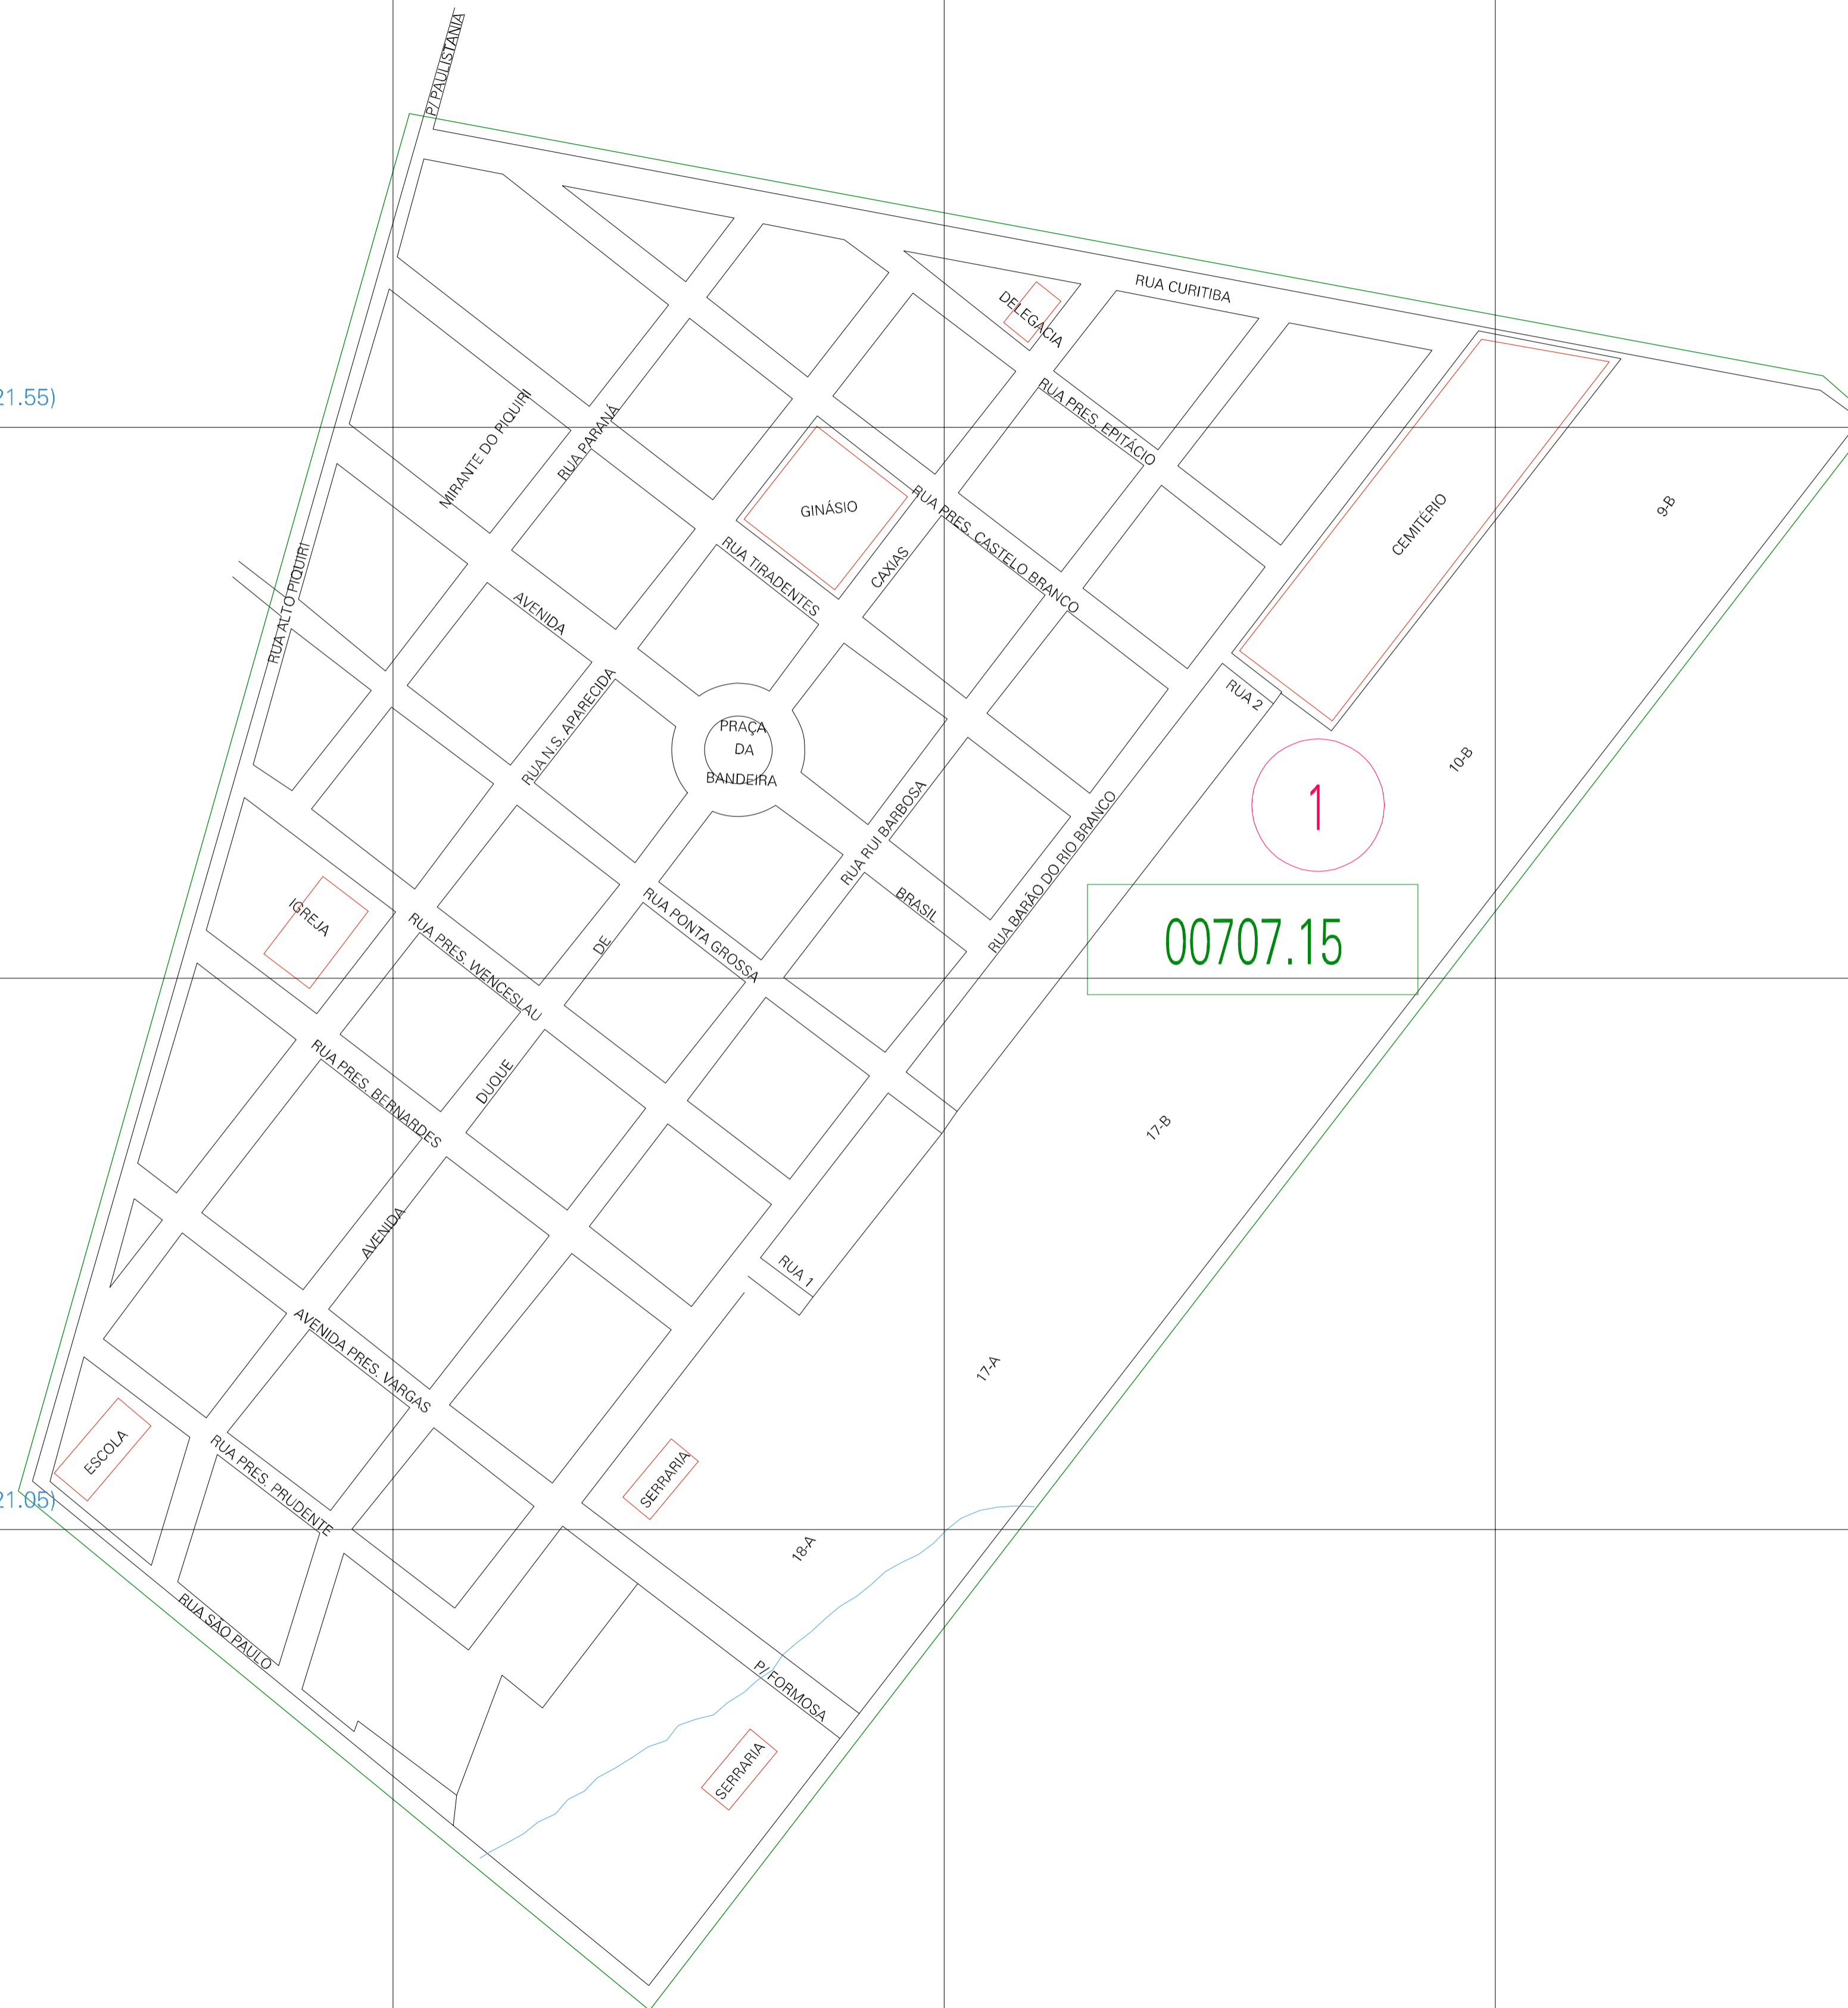 P/ PAULISTANIA
RUA CURITIBA
DELEGACIA
RUA PRES. EPITÁCIO
21.55)
MIRANTE DO PIQUIRI
RUA PARANÁ
GINÁSIO
RUA PRES. CASTELO BRANCO
CEMITÉRIO
9-B
RUA ALTO PIQUIRI
AVENIDA
RUA TIRADENTES
CAXIAS
RUA N.S. APARECIDA
PRAÇA
DA
BANDEIRA
RUA 2
10-B
1
RUA RUI BARBOSA
RUA BARÃO DO RIO BRANCO
BRASIL
00707.15
IGREJA
RUA PRES. WENCESLAU
DE
RUA PONTA GROSSA
RUA PRES. BERNARDES
DUQUE
17-B
AVENIDA
RUA 1
AVENIDA PRES. VARGAS
17-A
ESCOLA
RUA PRES. PRUDENTE
SERRARIA
21.05)
18-A
RUA SAO PAULO
P/ FORMOSA
SERRARIA